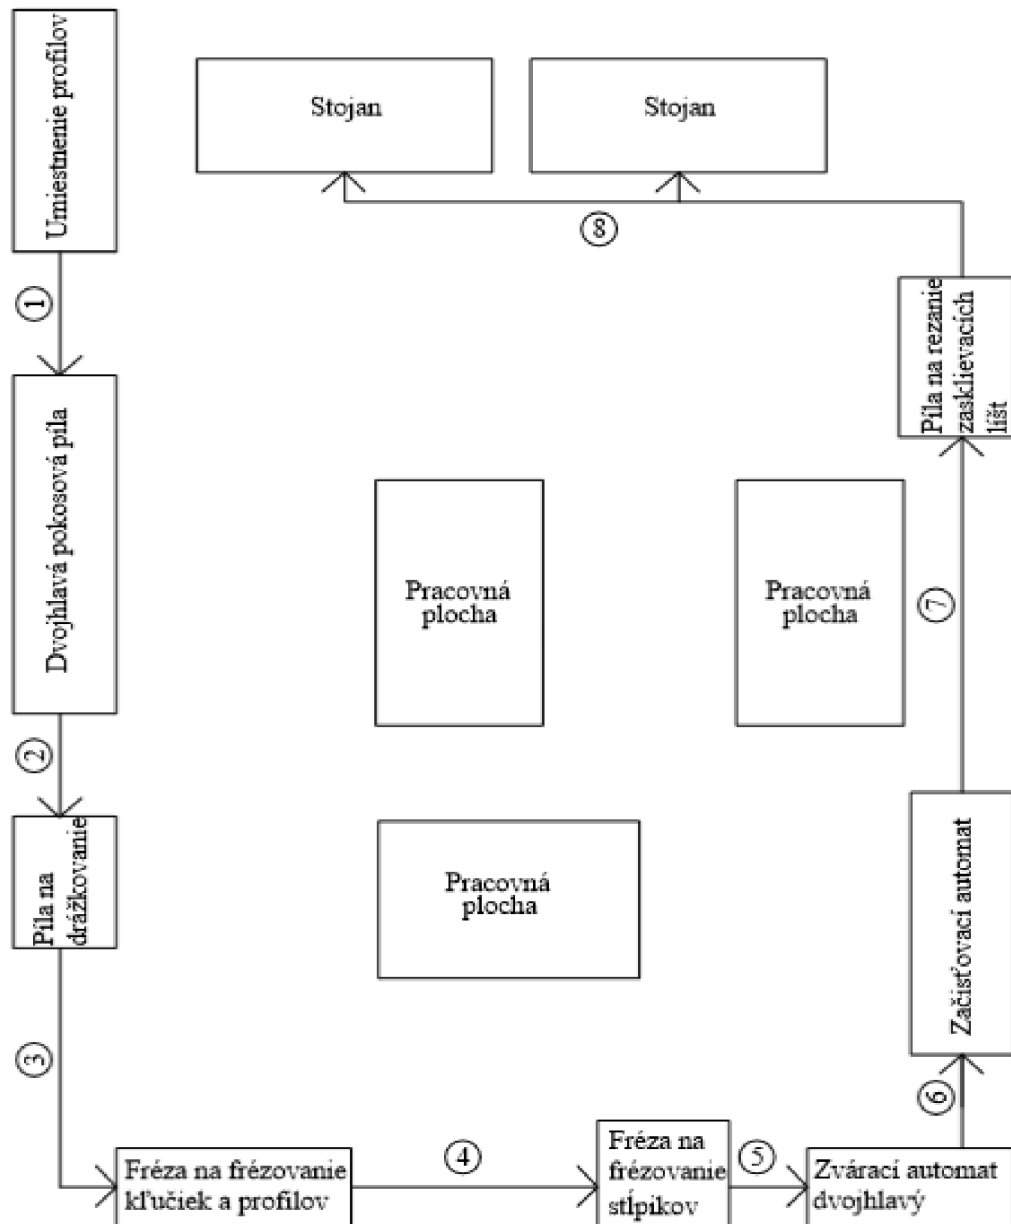 Umiestnenie profilov
Stojan
Stojan
8
1
Píla na rezanie
zasklievacích
líšt
Dvojhlavá pokosová píla
Pracovná
plocha
Pracovná
plocha
7
2
Píla na
drážkovanie
Pracovná
plocha
Začisťovací automat
3
6
Fréza na frézovanie
kľučiek a profilov
4
Fréza na
frézovanie
stĺpikov
5
Zvárací automat
dvojhlavý